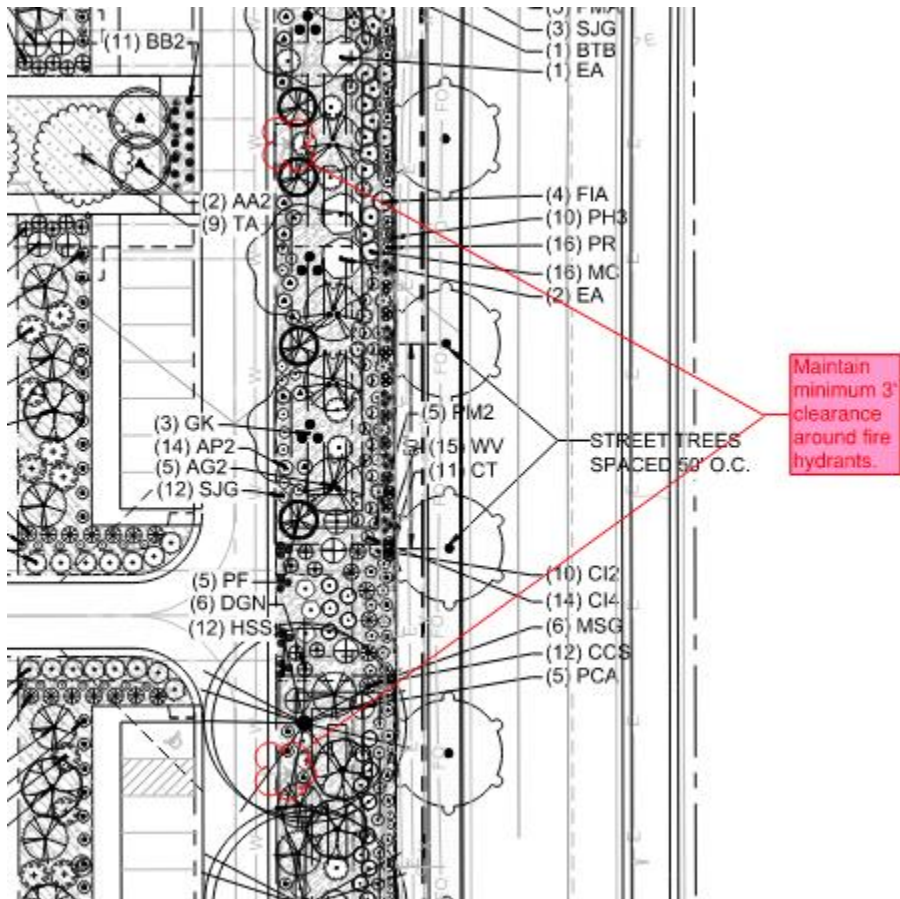 (3) SJG
(11) BB2
(1) BTB
(1) EA
W
FO
E
(4) FIA
(2) AA2
(10) PH3
(9) TA
(16) PR
(16) MC
(2) EA
W
FO
Maintain
minimum 3'
clearance
around fire
hydrants.
(3) GK
(5) PM2
(14) AP2
(15) WV
STREET TREES
(5) AG2
(11) CT
SPACED 50' O.C.
(12) SJG
(10) CI2
(5) PF
(14) CI4
(6) DGN
(6) MSG
(12) HSS
(12) CCS
(5) PCA
W
FO
E